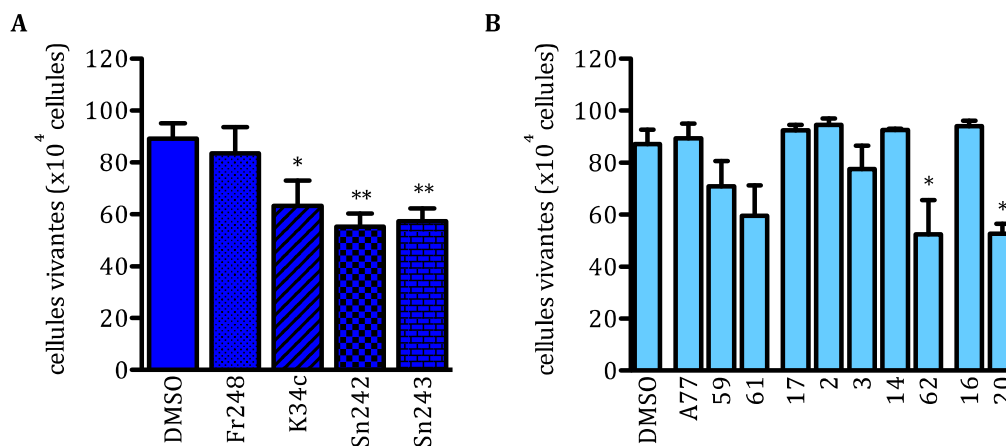 A
cellules vivantes (x10⁴ cellules)
120
100
80
60
40
20
0
*
**
**
DMSO
Fr248
K34c
Sn242
Sn243
B
cellules vivantes (x10⁴ cellules)
120
100
80
60
40
20
0
*
*
DMSO
A77
59
61
17
2
3
14
62
16
20